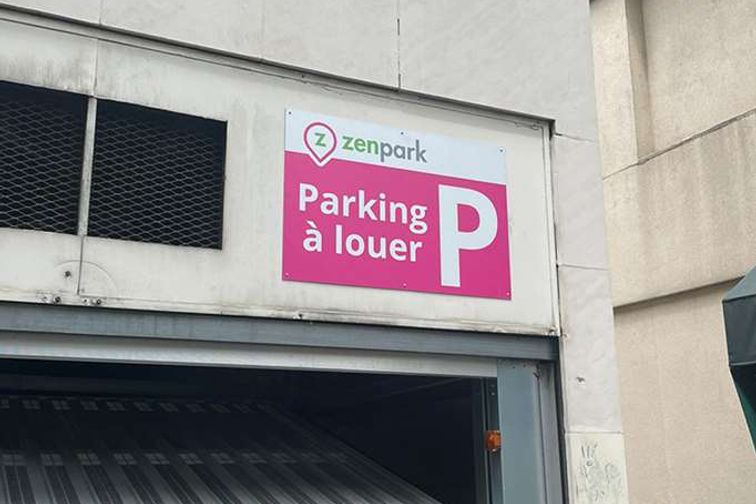 Z zenpark
Parking
à louer
P